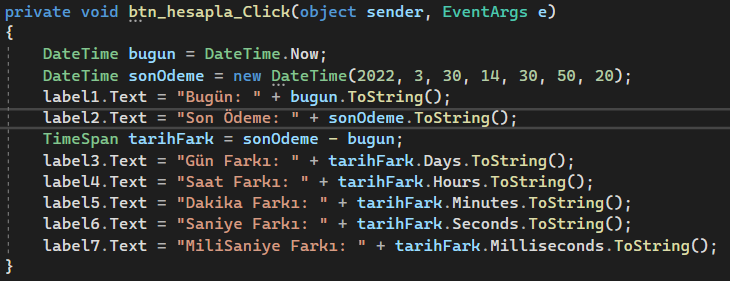 private void btn_hesapla_Click(object sender, EventArgs e)
{
DateTime bugun = DateTime.Now;
DateTime sonOdeme = new DateTime(2022, 3, 30, 14, 30, 50, 20);
label1.Text = "Bugün: " + bugun.ToString();
label2.Text = "Son Ödeme: " + sonOdeme.ToString();
TimeSpan tarihFark = sonOdeme - bugun;
label3.Text = "Gün Farkı: " + tarihFark.Days.ToString();
label4.Text = "Saat Farkı: " + tarihFark.Hours.ToString();
label5.Text = "Dakika Farkı: " + tarihFark.Minutes.ToString();
label6.Text = "Saniye Farkı: " + tarihFark.Seconds.ToString();
label7.Text = "MiliSaniye Farkı: " + tarihFark.Milliseconds.ToString();
}